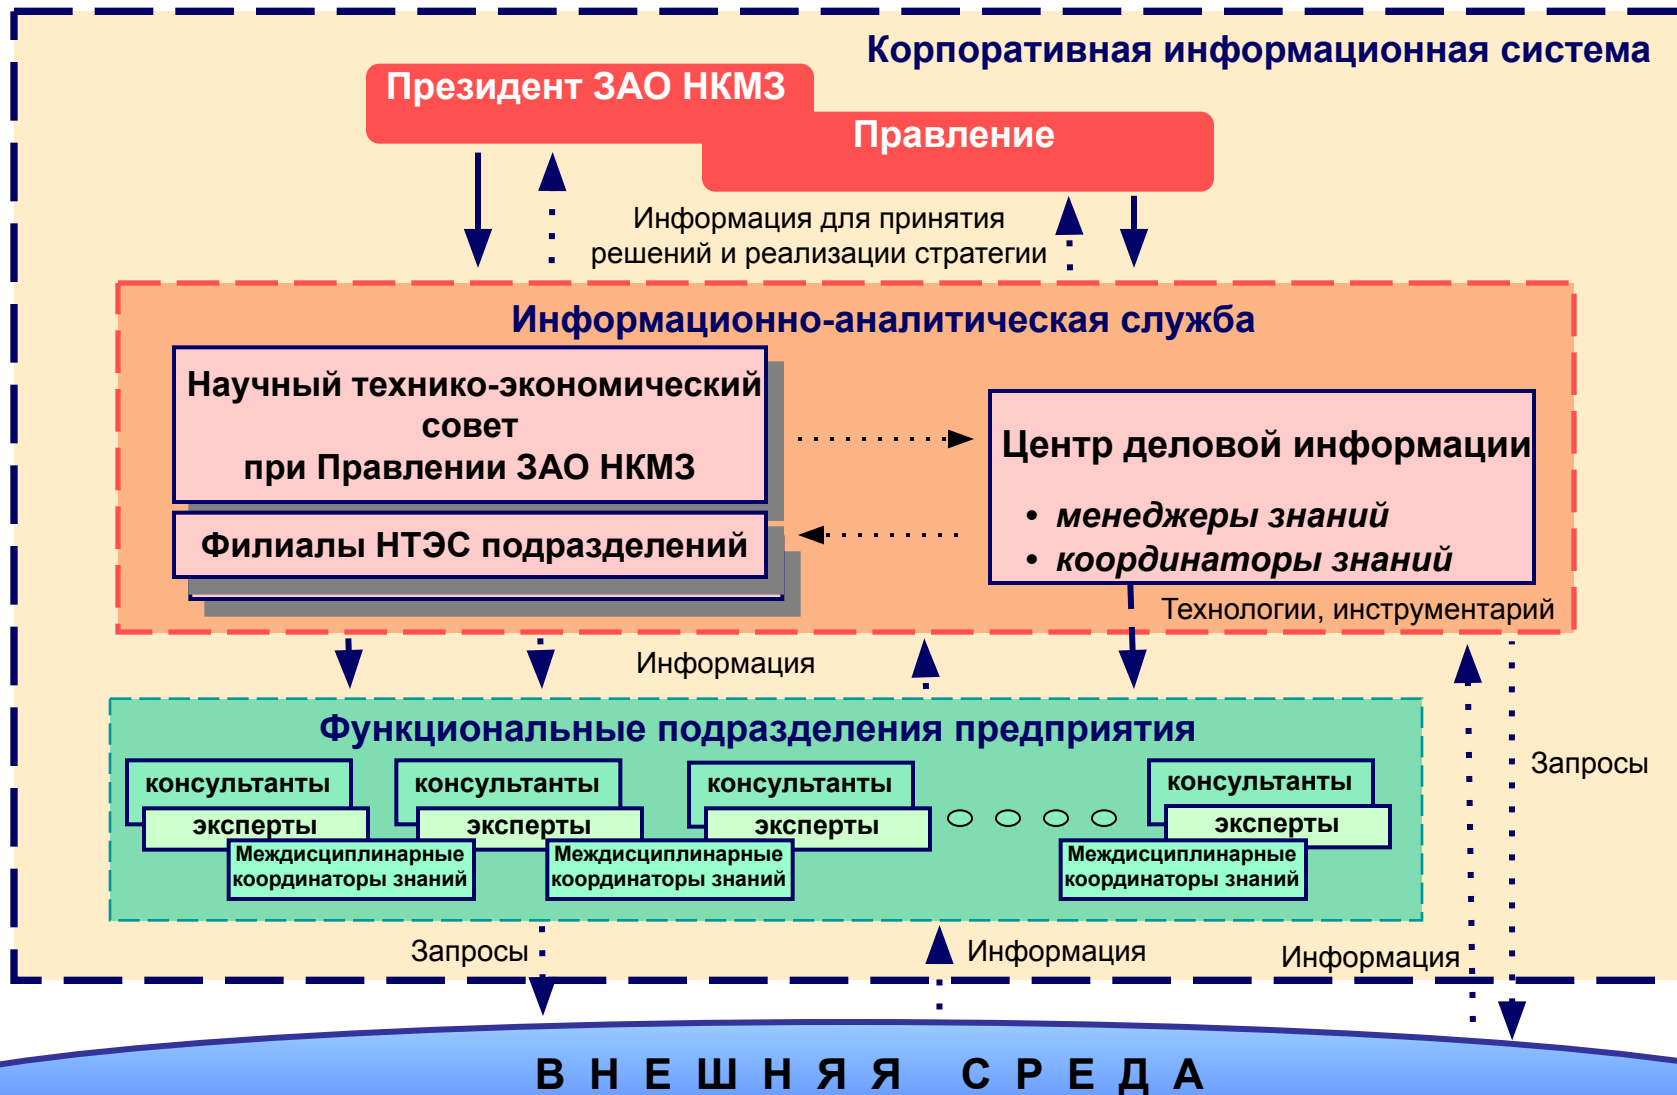 Корпоративная информационная система
Президент ЗАО НКМЗ
Правление
Информация для принятия
решений и реализации стратегии
Информационно-аналитическая служба
Научный технико-экономический
совет
при Правлении ЗАО НКМЗ
Филиалы НТЭС подразделений
Центр деловой информации
• менеджеры знаний
• координаторы знаний
Технологии, инструментарий
Информация
Функциональные подразделения предприятия
консультанты
эксперты
Междисциплинарные
координаторы знаний
консультанты
эксперты
Междисциплинарные
координаторы знаний
консультанты
эксперты
консультанты
эксперты
Междисциплинарные
координаторы знаний
Запросы
Запросы
Информация
Информация
ВНЕШНЯЯ СРЕДА